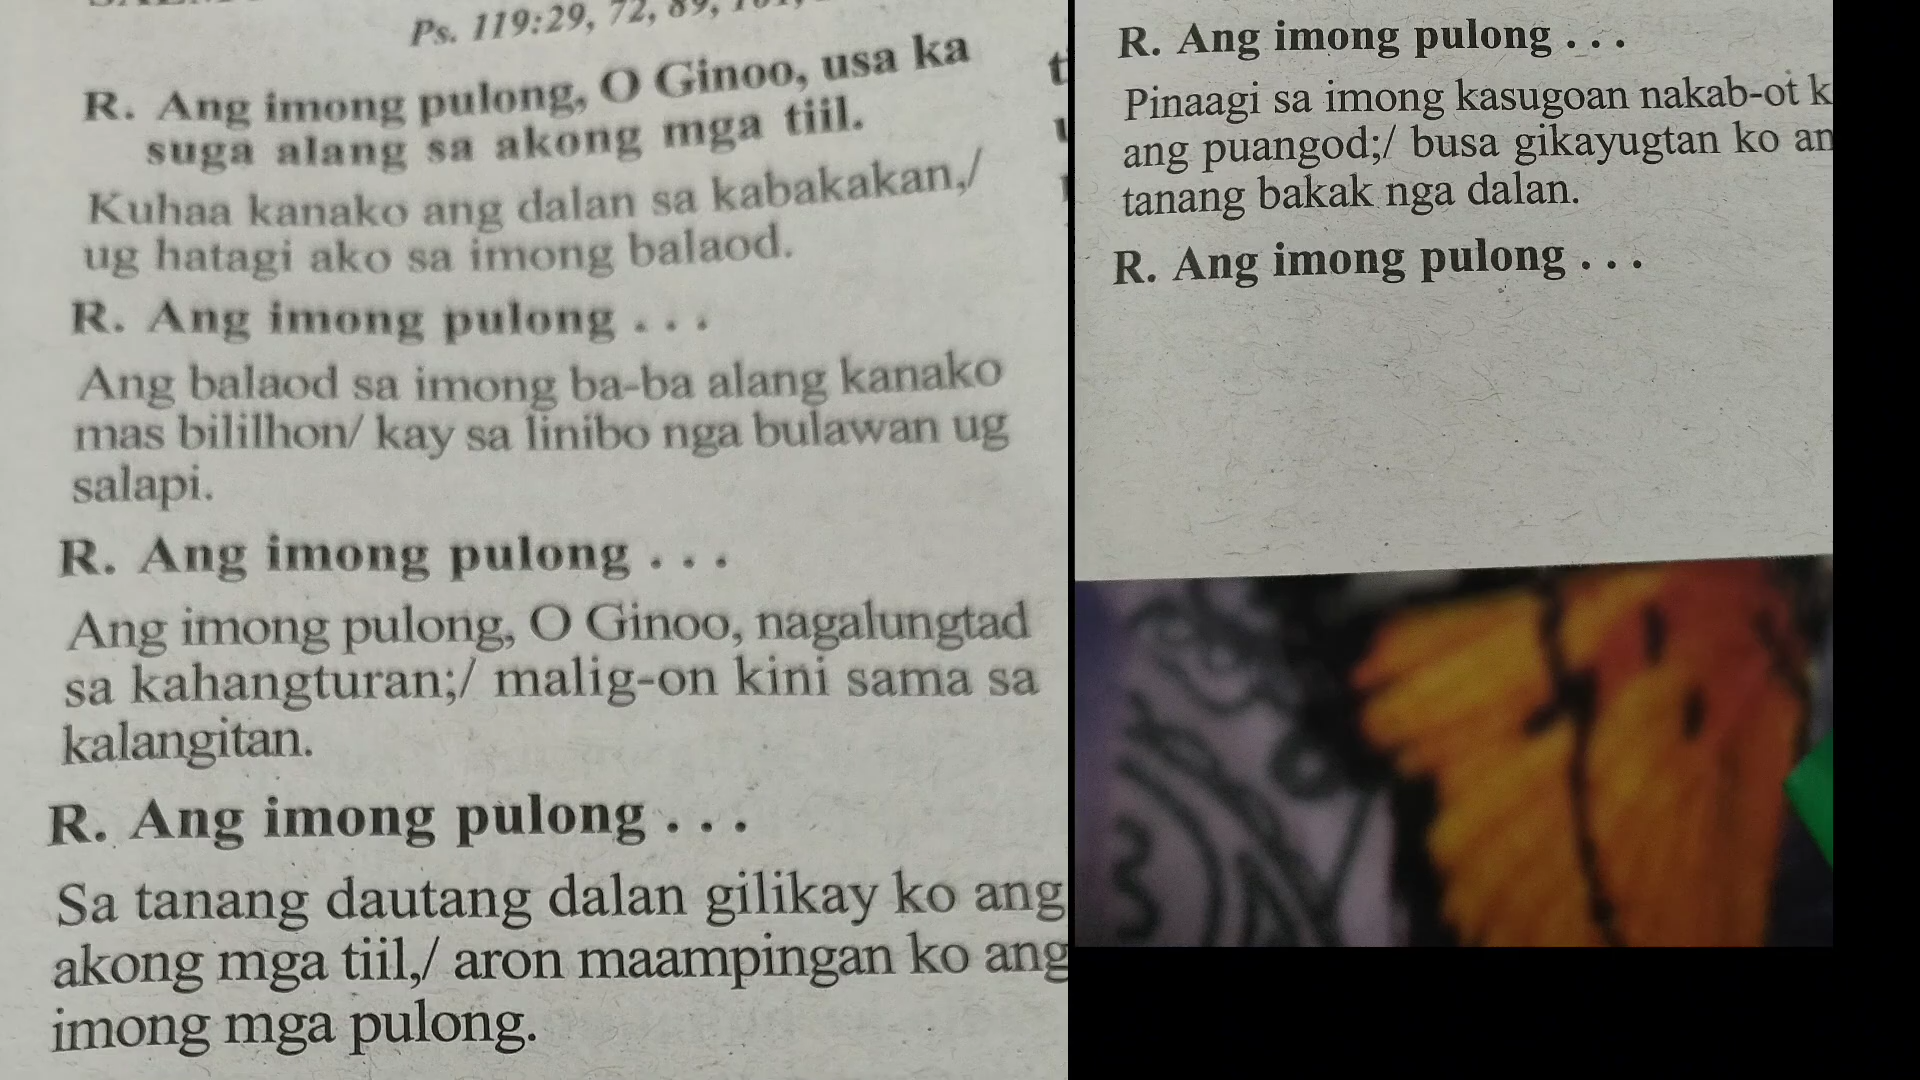 Ps. 119:29, 72, 89,
R. Ang imong pulong, O Ginoo, usa ka
suga alang sa akong mga tiil.
Kuhaa kanako ang dalan sa kabakakan,/
ug hatagi ako sa imong balaod.
R. Ang imong pulong . . .
Ang balaod sa imong ba-ba alang kanako
mas bililhon/ kay sa linibo nga bulawan ug
salapi.
R. Ang imong pulong . . .
Ang imong pulong, O Ginoo, nagalungtad
sa kahangturan;/ malig-on kini sama sa
kalangitan.
R. Ang imong pulong . . .
Sa tanang dautang dalan gilikay ko ang
akong mga tiil,/ aron maampingan ko ang
imong mga pulong.
R. Ang imong pulong . . .
Pinaagi sa imong kasugoan nakab-ot
ang puangod;/ busa gikayugtan ko
tanang bakak nga dalan.
R. Ang imong pulong . . .